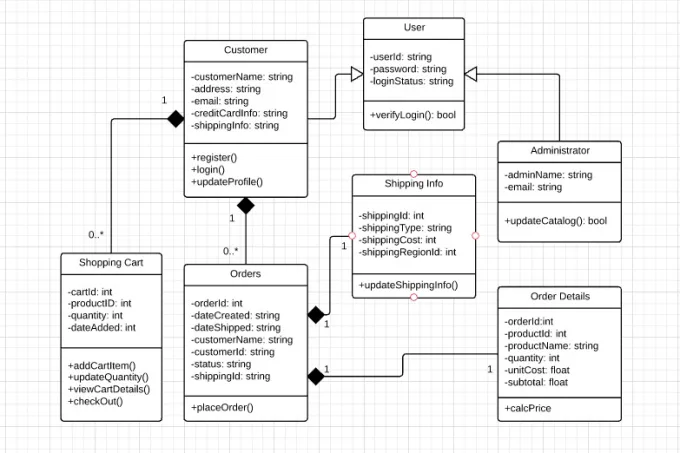 User
-userId: string
-password: string
-loginStatus: string
+verifyLogin(): bool
Customer
-customerName: string
-address: string
-email: string
-creditCardInfo: string
-shippingInfo: string
+register()
+login()
+updateProfile()
1
0..*
1
0..*
Administrator
-adminName: string
-email: string
+updateCatalog(): bool
Shipping Info
-shippingId: int
-shippingType: string
-shippingCost: int
-shippingRegionId: int
+updateShippingInfo()
1
1
Shopping Cart
-cartId: int
-productID: int
-quantity: int
-dateAdded: int
+addCartItem()
+updateQuantity()
+viewCartDetails()
+checkOut()
Orders
-orderId: int
-dateCreated: string
-dateShipped: string
-customerName: string
-customerId: string
-status: string
-shippingId: string
+placeOrder()
1
1
Order Details
-orderId:int
-productId: int
-productName: string
-quantity: int
-unitCost: float
-subtotal: float
+calcPrice